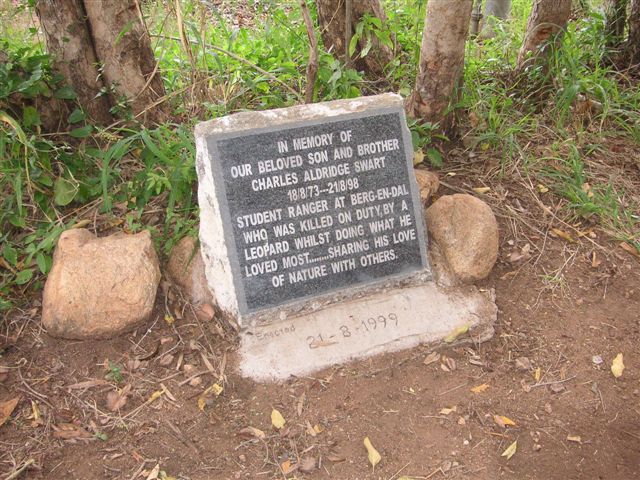 IN MEMORY OF
OUR BELOVED SON AND BROTHER
CHARLES ALDRIDGE SWART
18/8/73---21/8/98
STUDENT RANGER AT BERG-EN-DAL
WHO WAS KILLED ON DUTY,BY A
LEOPARD WHILST DOING WHAT HE
LOVED MOST........SHARING HIS LOVE
OF NATURE WITH OTHERS.
Erected
21-8-1999